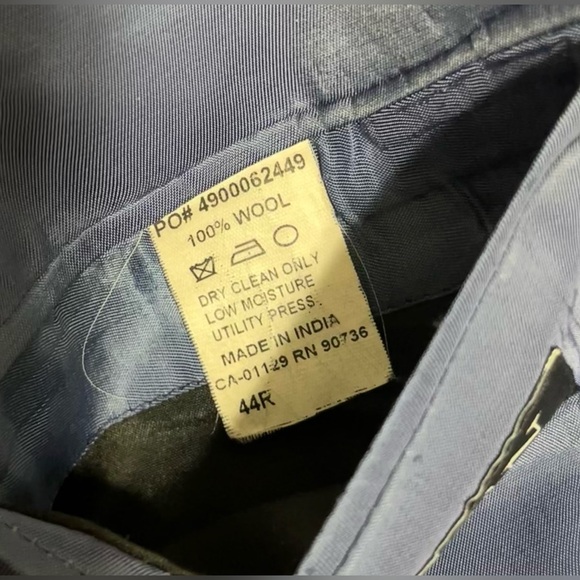 PO# 4900062449
100% WOOL
DRY CLEAN ONLY
LOW MOISTURE
UTILITY PRESS
MADE IN INDIA
CA-01129 RN 90736
44R